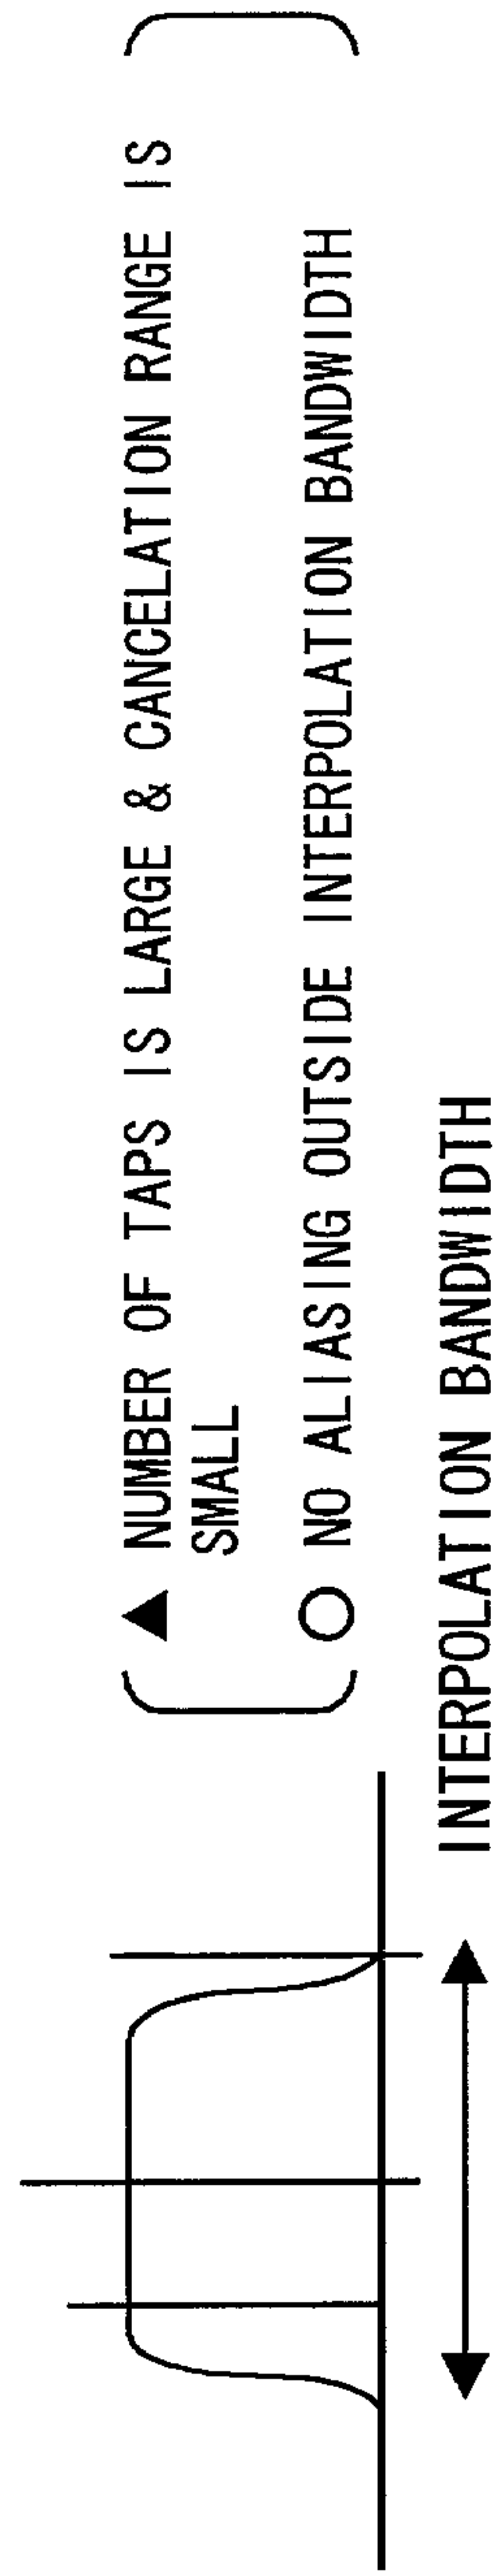 ▲ NUMBER OF TAPS IS LARGE & CANCELATION RANGE IS
SMALL
○ NO ALIASING OUTSIDE INTERPOLATION BANDWIDTH
INTERPOLATION BANDWIDTH